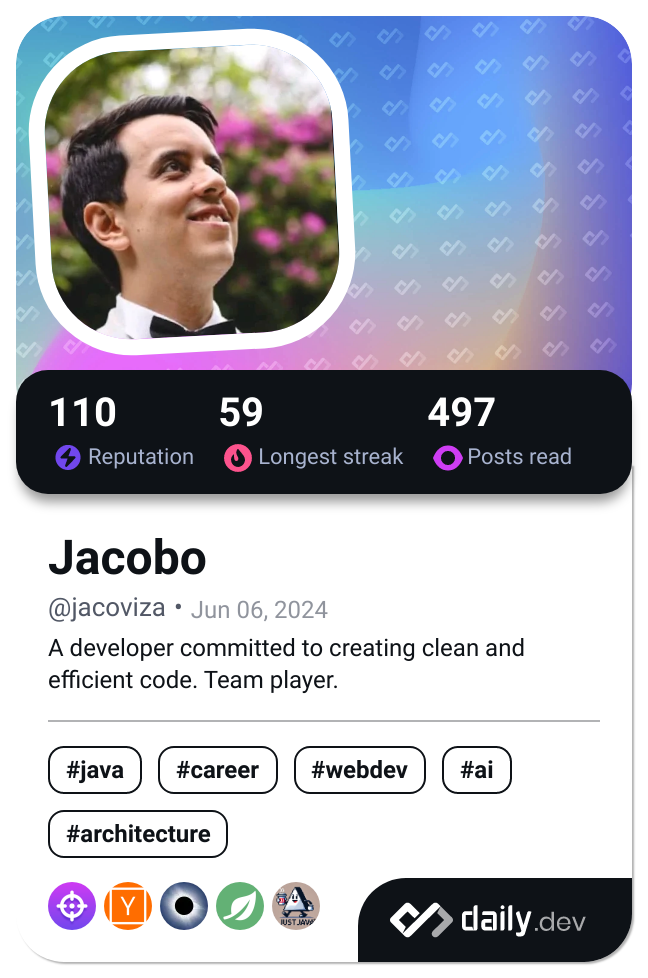 110 59 497
Reputation Longest streak Posts read
Jacobo
@jacoviza • Jun 06, 2024
A developer committed to creating clean and
efficient code. Team player.
#java #career #webdev #ai
#architecture
Y
JUST JAVA
daily.dev